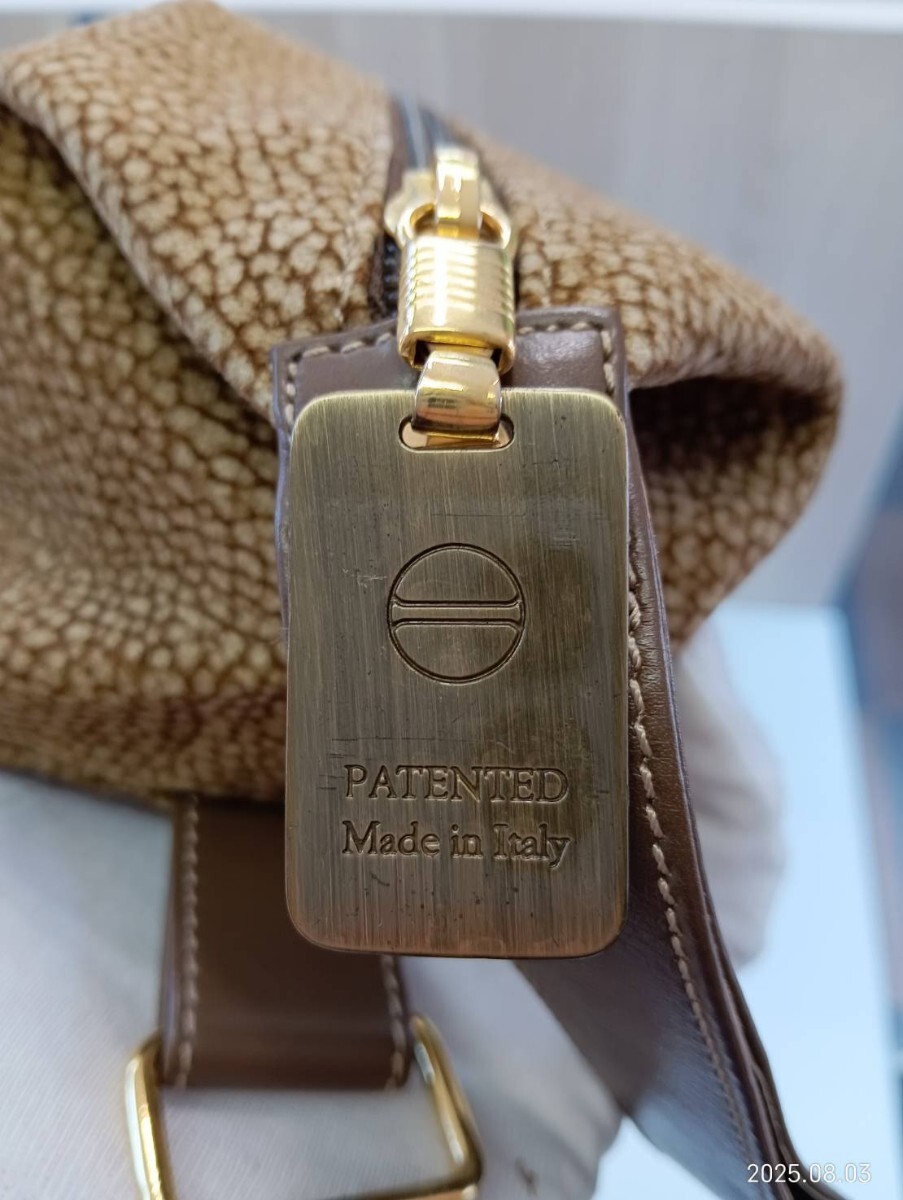 PATENTED
Made in Italy
2025.08.03